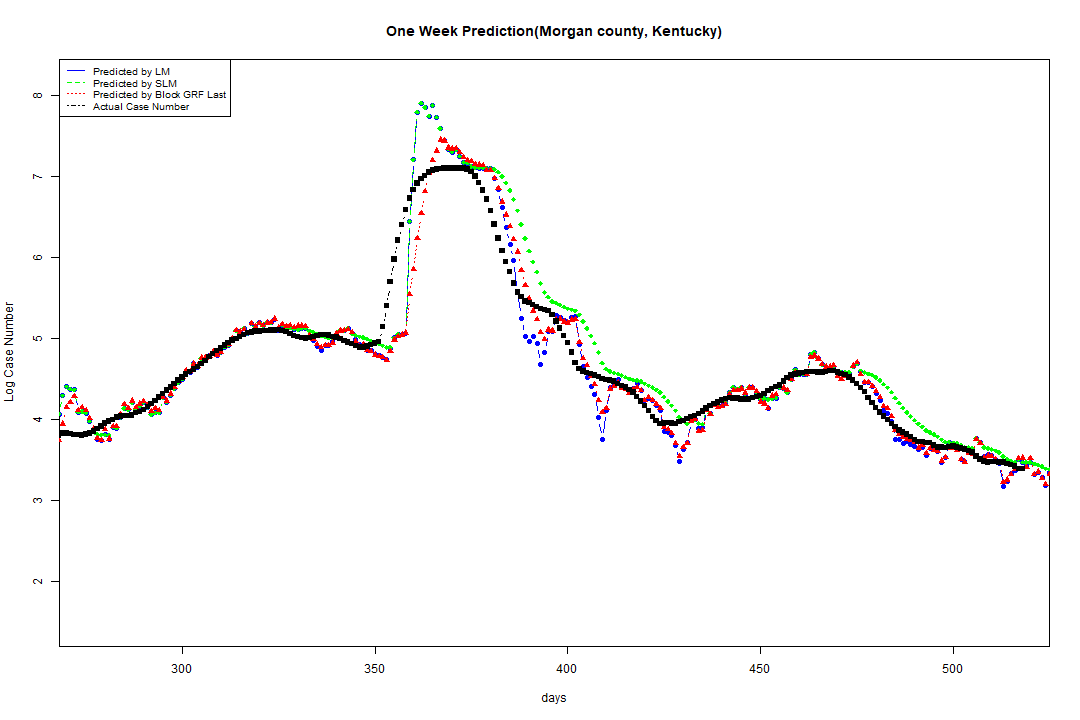 One Week Prediction(Morgan county, Kentucky)
Predicted by LM
Predicted by SLM
Predicted by Block GRF Last
Actual Case Number
8
7
6
5
4
3
2
Log Case Number
300 350 400 450 500
days